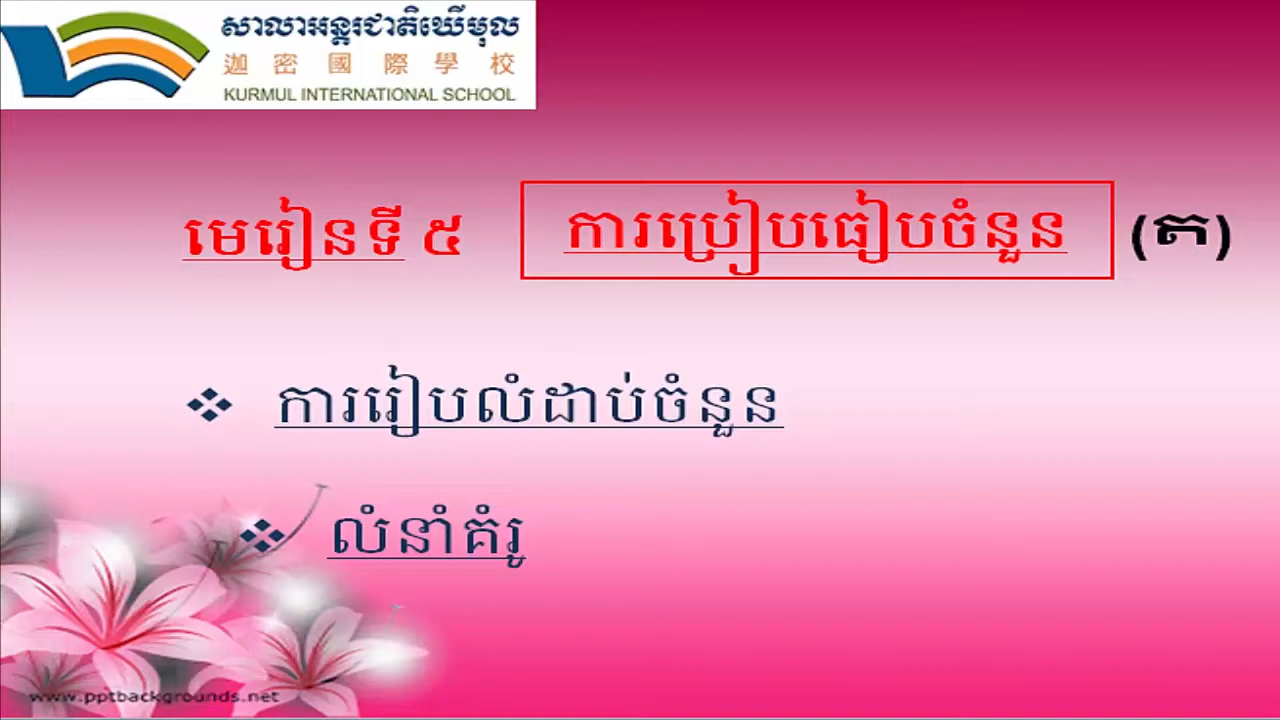 សាលាអន្តរជាតិឃើមុល
迦密國際學校
KURMUL INTERNATIONAL SCHOOL
មេរៀនទី ៥ ការប្រៀបធៀបចំនួន (ត)
ការរៀបលំដាប់ចំនួន
លំនាំគំរូ
www.pptbackgrounds.net